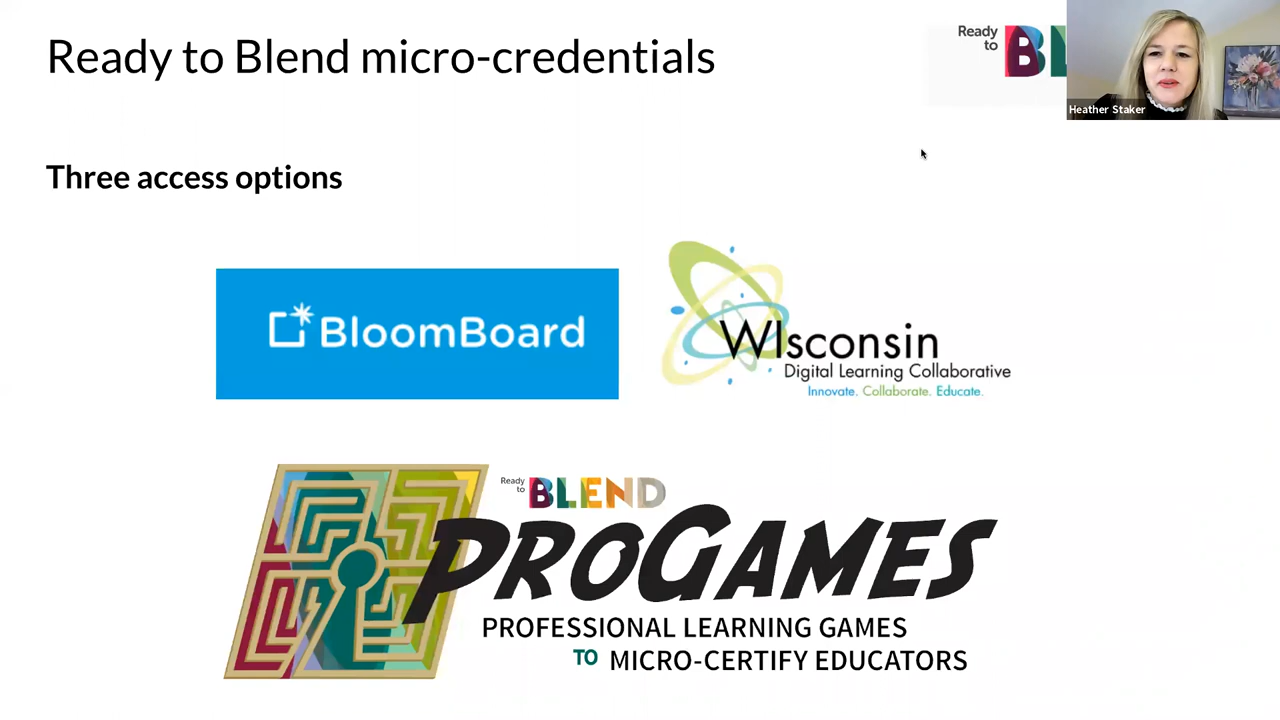 Ready to Blend micro-credentials
Ready
to
BL
Heather Staker
Three access options
BloomBoard
WIsconsin
Digital Learning Collaborative
Innovate. Collaborate. Educate.
Ready
to
BLEND
PROGAMES
PROFESSIONAL LEARNING GAMES
TO MICRO-CERTIFY EDUCATORS